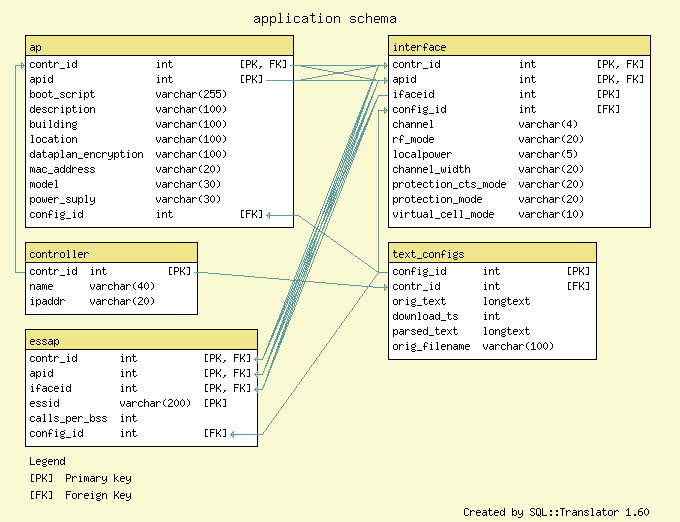 application schema
ap
contr_id int [PK, FK]
apid int [PK]
boot_script varchar(255)
description varchar(100)
building varchar(100)
location varchar(100)
dataplan_encryption varchar(100)
mac_address varchar(20)
model varchar(30)
power_suply varchar(30)
config_id int [FK]
interface
contr_id int [PK, FK]
apid int [PK, FK]
ifaceid int [PK]
config_id int [FK]
channel varchar(4)
rf_mode varchar(20)
localpower varchar(5)
channel_width varchar(20)
protection_cts_mode varchar(20)
protection_mode varchar(20)
virtual_cell_mode varchar(10)
controller
contr_id int [PK]
name varchar(40)
ipaddr varchar(20)
text_configs
config_id int [PK]
contr_id int [FK]
orig_text longtext
download_ts int
parsed_text longtext
orig_filename varchar(100)
essap
contr_id int [PK, FK]
apid int [PK, FK]
ifaceid int [PK, FK]
essid varchar(200) [PK]
calls_per_bss int
config_id int [FK]
Legend
[PK] Primary key
[FK] Foreign Key
Created by SQL::Translator 1.60